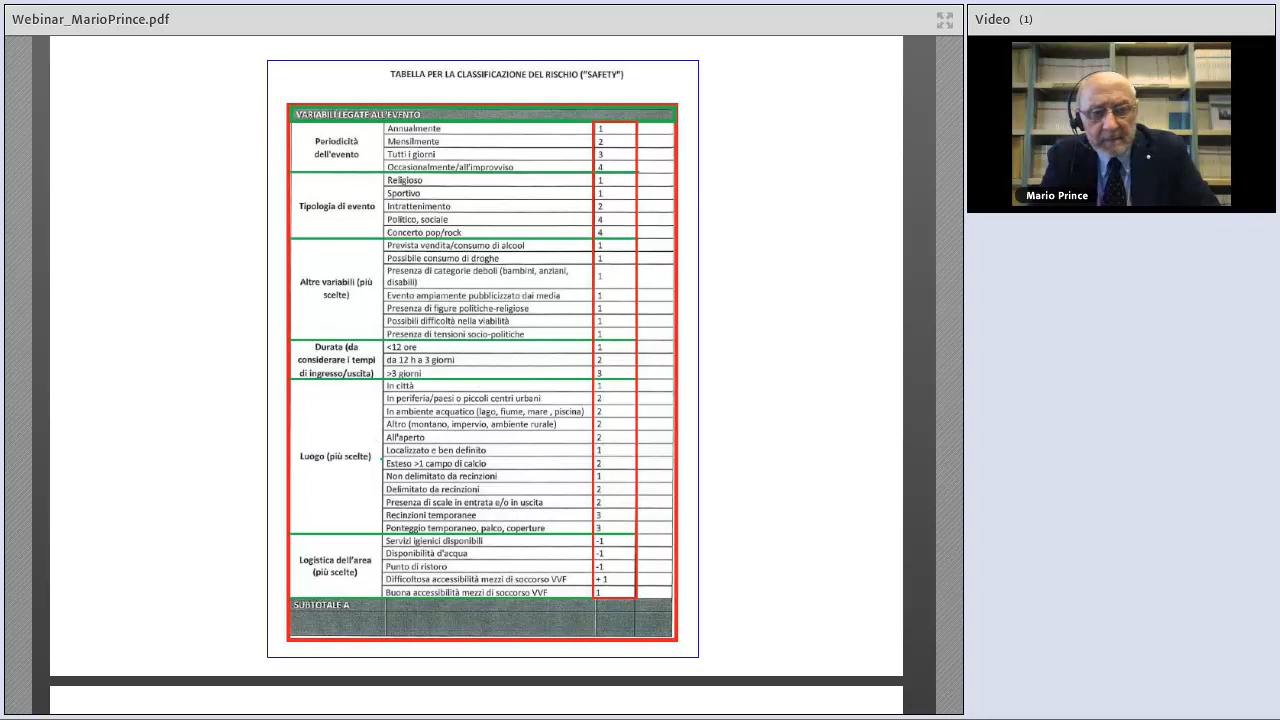 Webinar_MarioPrince.pdf
Video (1)
Mario Prince
TABELLA PER LA CLASSIFICAZIONE DEL RISCHIO ("SAFETY")
VARIABILI LEGATE ALL'EVENTO
Periodicità dell'evento
Annualmente 1
Mensilmente 2
Tutti i giorni 3
Occasionalmente/all'improvviso 4
Tipologia di evento
Religioso 1
Sportivo 1
Intrattenimento 2
Politico, sociale 4
Concerto pop/rock 4
Altre variabili (più scelte)
Prevista vendita/consumo di alcool 1
Possibile consumo di droghe 1
Presenza di categorie deboli (bambini, anziani, disabili) 1
Evento ampiamente pubblicizzato dai media 1
Presenza di figure politiche-religiose 1
Possibili difficoltà nella viabilità 1
Presenza di tensioni socio-politiche 1
Durata (da considerare i tempi di ingresso/uscita)
<12 ore 1
da 12 h a 3 giorni 2
>3 giorni 3
Luogo (più scelte)
In città 1
In periferia/paesi o piccoli centri urbani 2
In ambiente acquatico (lago, fiume, mare , piscina) 2
Altro (montano, impervio, ambiente rurale) 2
All'aperto 2
Localizzato e ben definito 1
Esteso >1 campo di calcio 2
Non delimitato da recinzioni 1
Delimitato da recinzioni 2
Presenza di scale in entrata e/o in uscita 2
Recinzioni temporanee 3
Ponteggio temporaneo, palco, coperture 3
Logistica dell'area (più scelte)
Servizi igienici disponibili -1
Disponibilità d'acqua -1
Punto di ristoro -1
Difficoltosa accessibilità mezzi di soccorso VVF + 1
Buona accessibilità mezzi di soccorso VVF 1
SUBTOTALE A